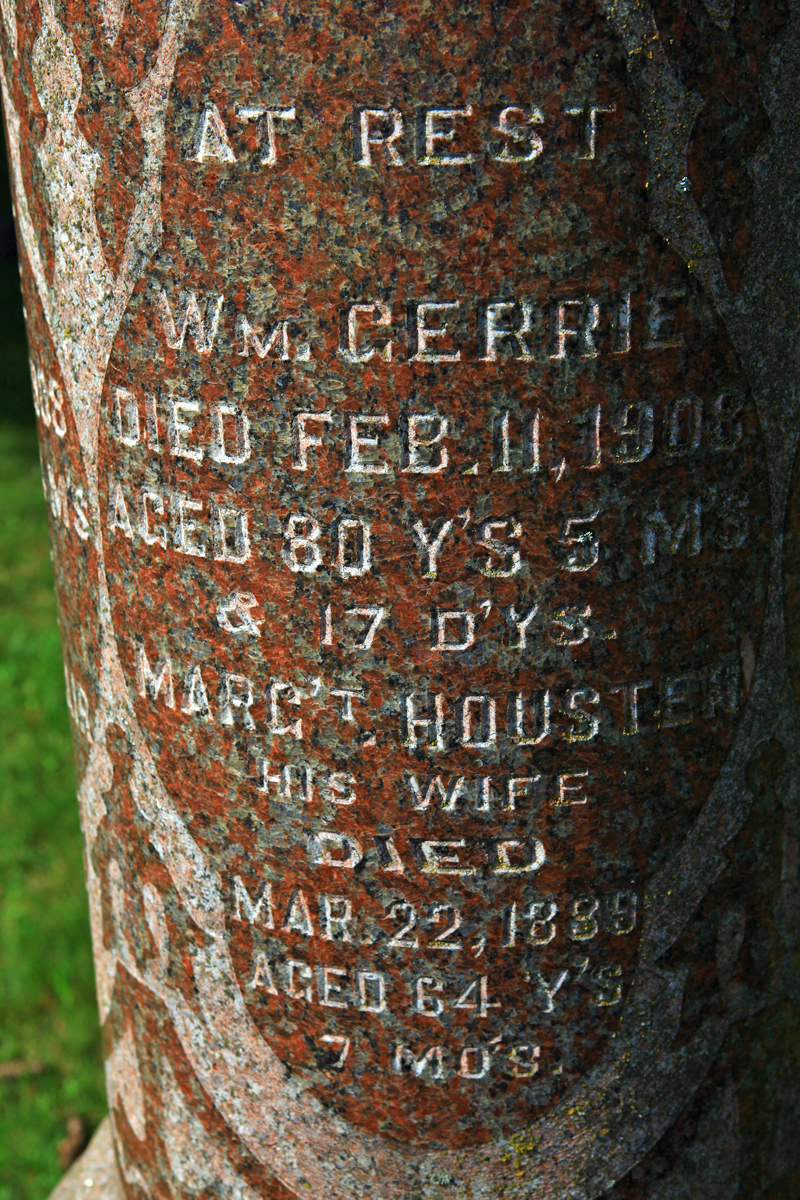 AT REST
WM. GERRIE
DIED FEB. 11, 1908
AGED 80 Y'S 5 M'S
& 17 D'YS.
MARG'T. HOUSTEN
HIS WIFE
DIED
MAR. 22, 1889
AGED 64 Y'S
7 MO'S.